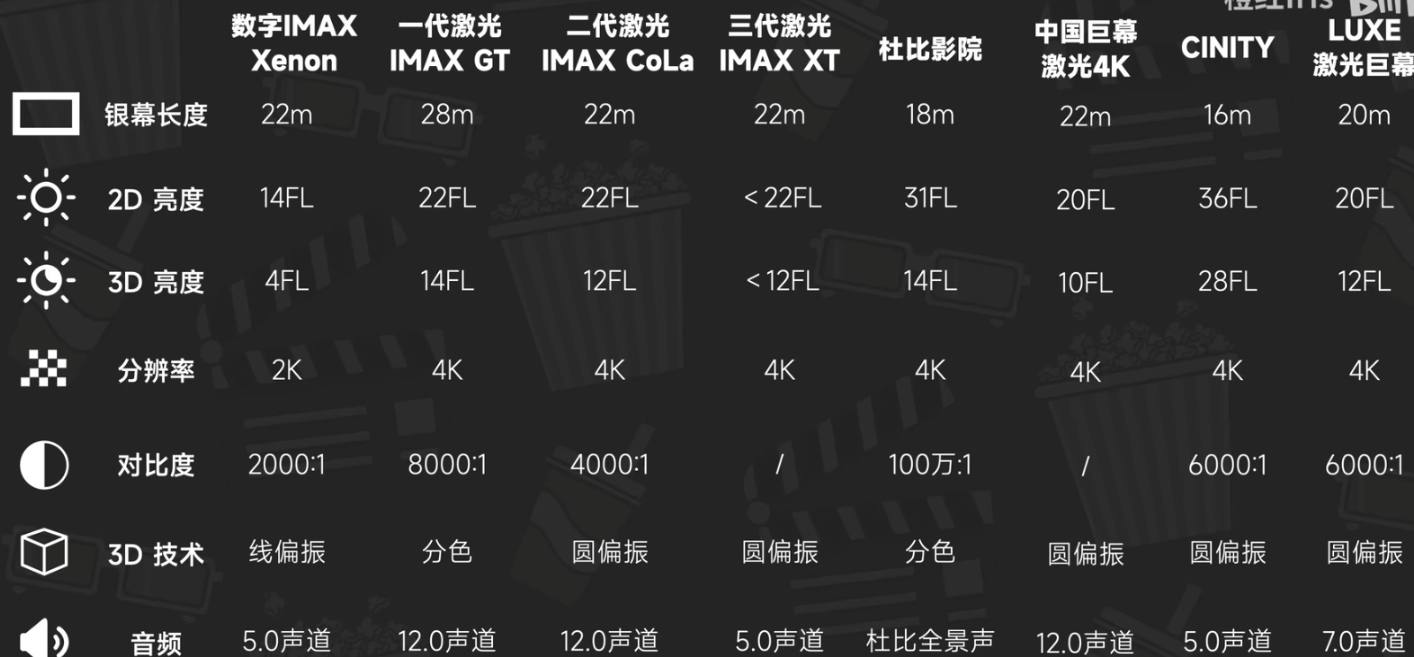 橙红Iris
数字IMAX Xenon 一代激光 IMAX GT 二代激光 IMAX CoLa 三代激光 IMAX XT 杜比影院 中国巨幕 激光4K CINITY LUXE 激光巨幕
银幕长度 22m 28m 22m 22m 18m 22m 16m 20m
2D 亮度 14FL 22FL 22FL <22FL 31FL 20FL 36FL 20FL
3D 亮度 4FL 14FL 12FL <12FL 14FL 10FL 28FL 12FL
分辨率 2K 4K 4K 4K 4K 4K 4K 4K
对比度 2000:1 8000:1 4000:1 / 100万:1 / 6000:1 6000:1
3D 技术 线偏振 分色 圆偏振 圆偏振 分色 圆偏振 圆偏振 圆偏振
音频 5.0声道 12.0声道 12.0声道 5.0声道 杜比全景声 12.0声道 5.0声道 7.0声道